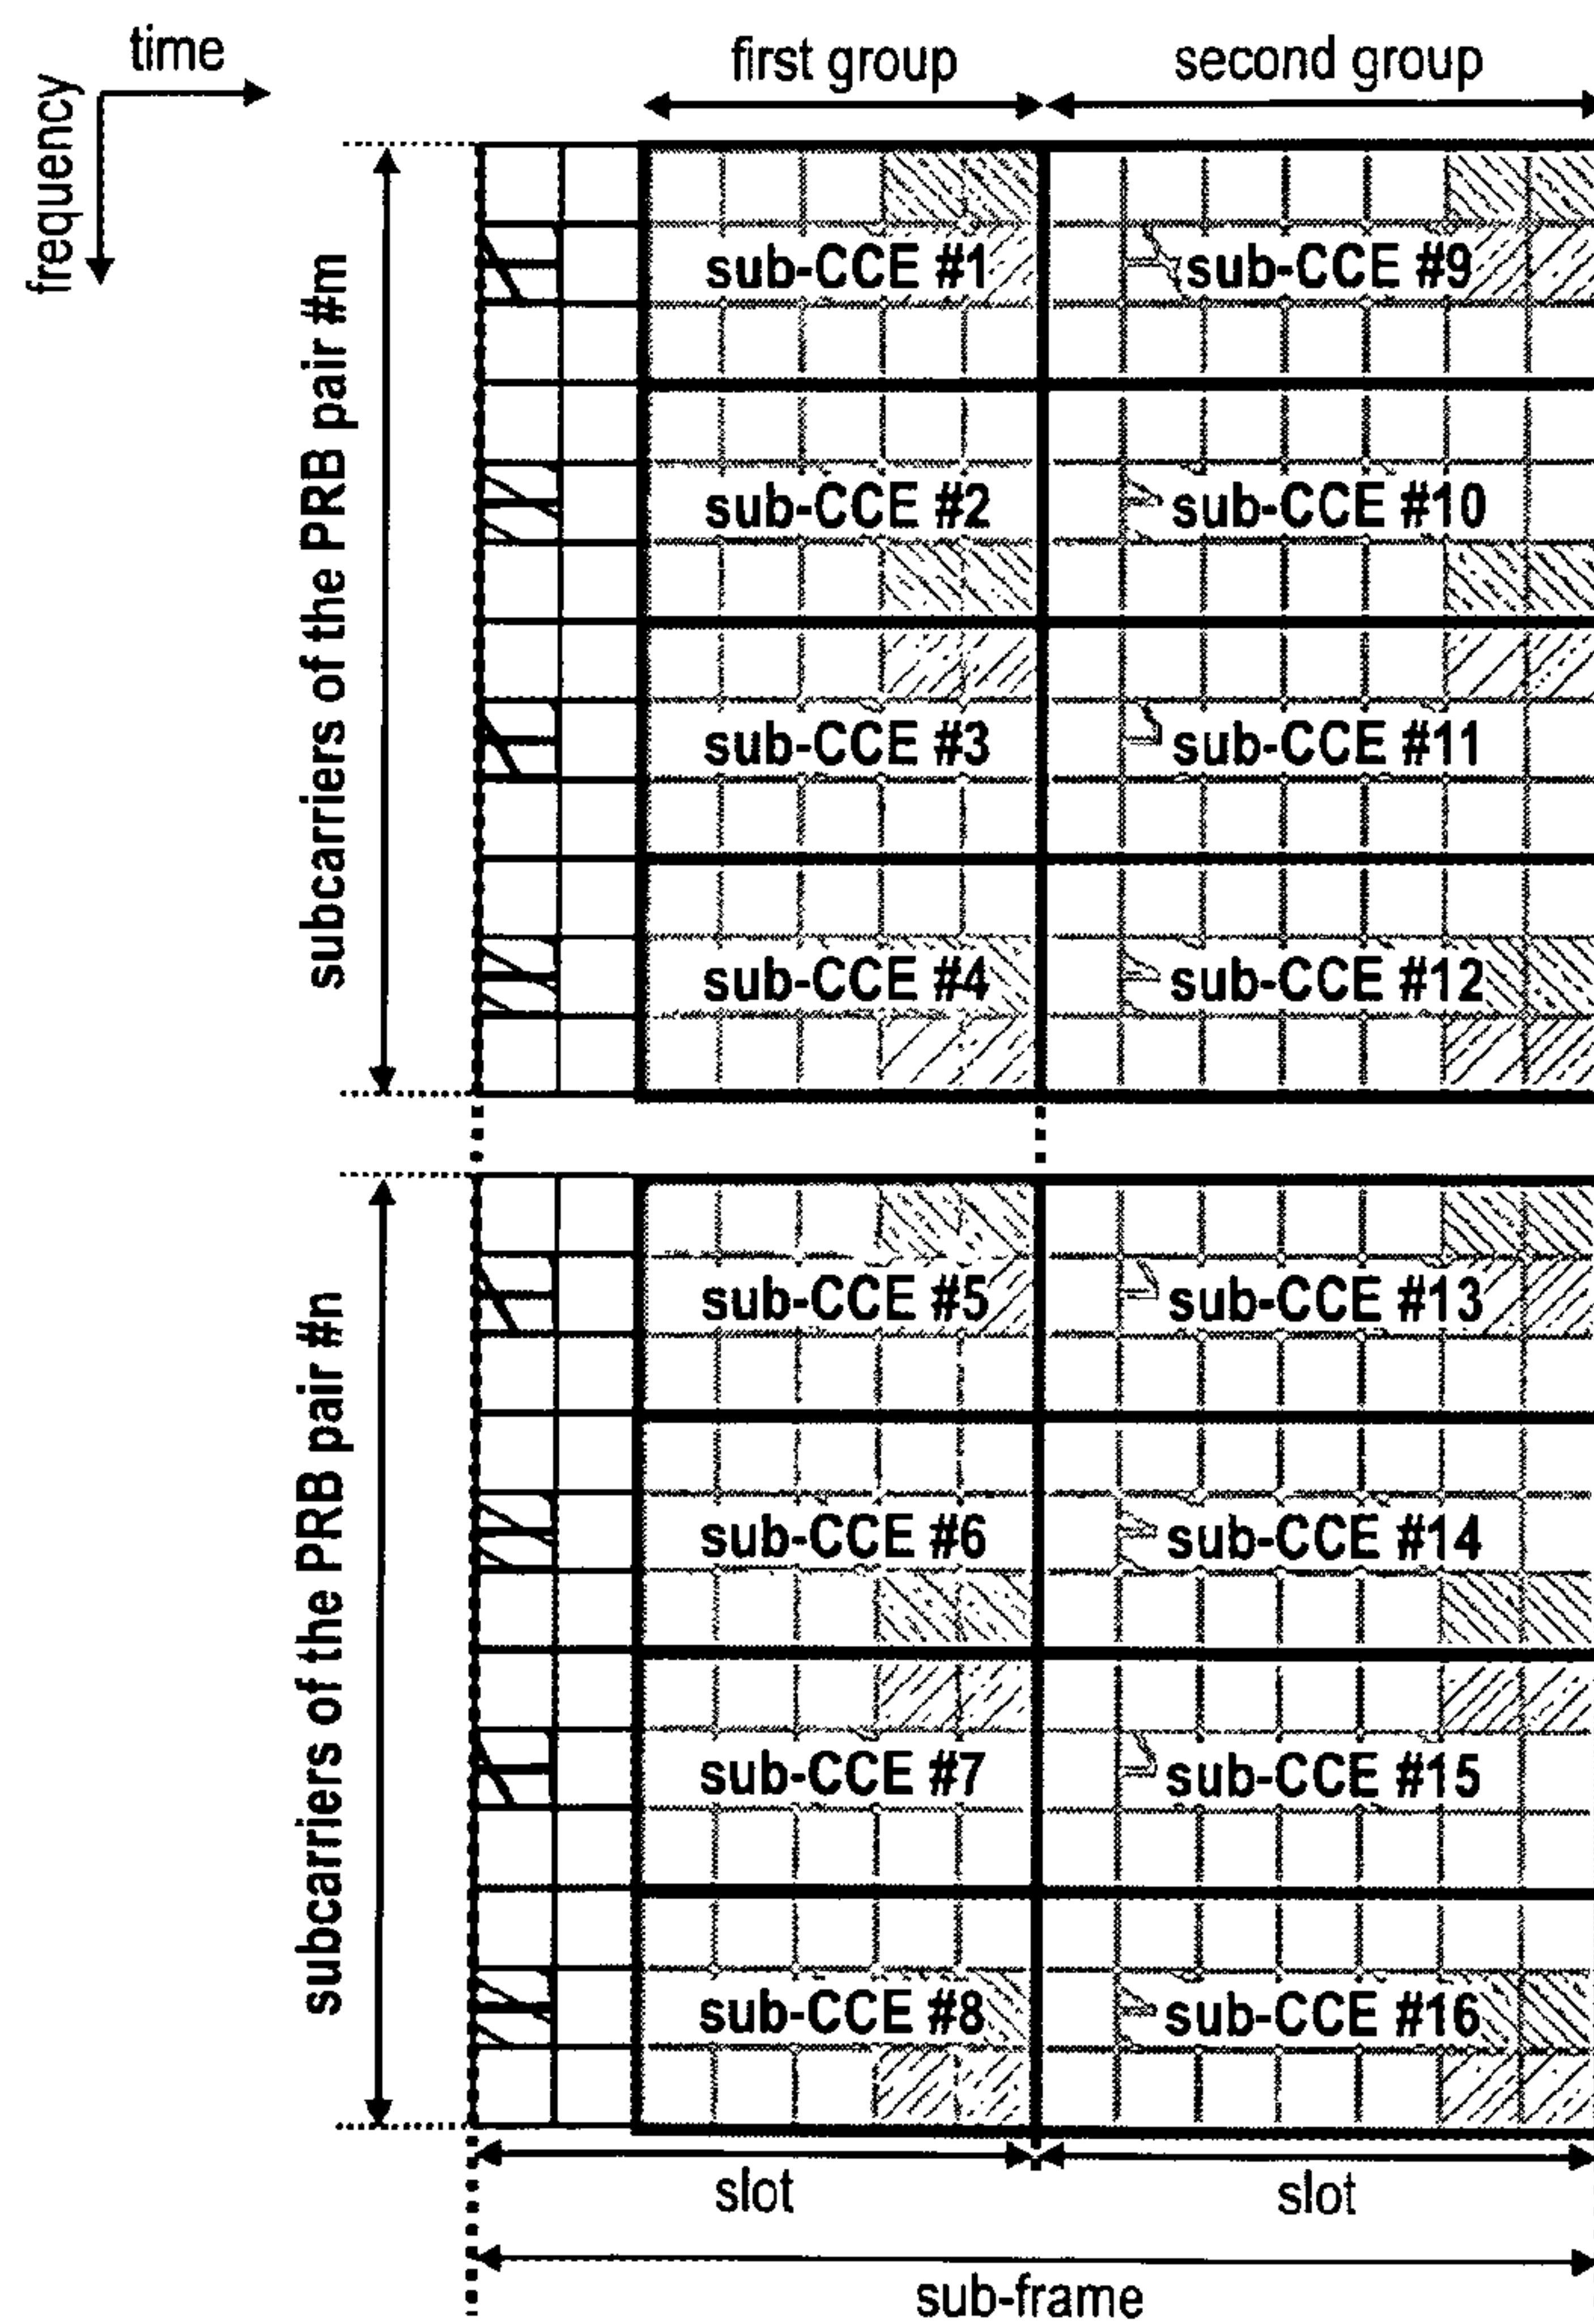 time
first group
second group
frequency
subcarriers of the PRB pair #m
sub-CCE #1
sub-CCE #9
sub-CCE #2
sub-CCE #10
sub-CCE #3
sub-CCE #11
sub-CCE #4
sub-CCE #12
subcarriers of the PRB pair #n
sub-CCE #5
sub-CCE #13
sub-CCE #6
sub-CCE #14
sub-CCE #7
sub-CCE #15
sub-CCE #8
sub-CCE #16
slot
slot
sub-frame